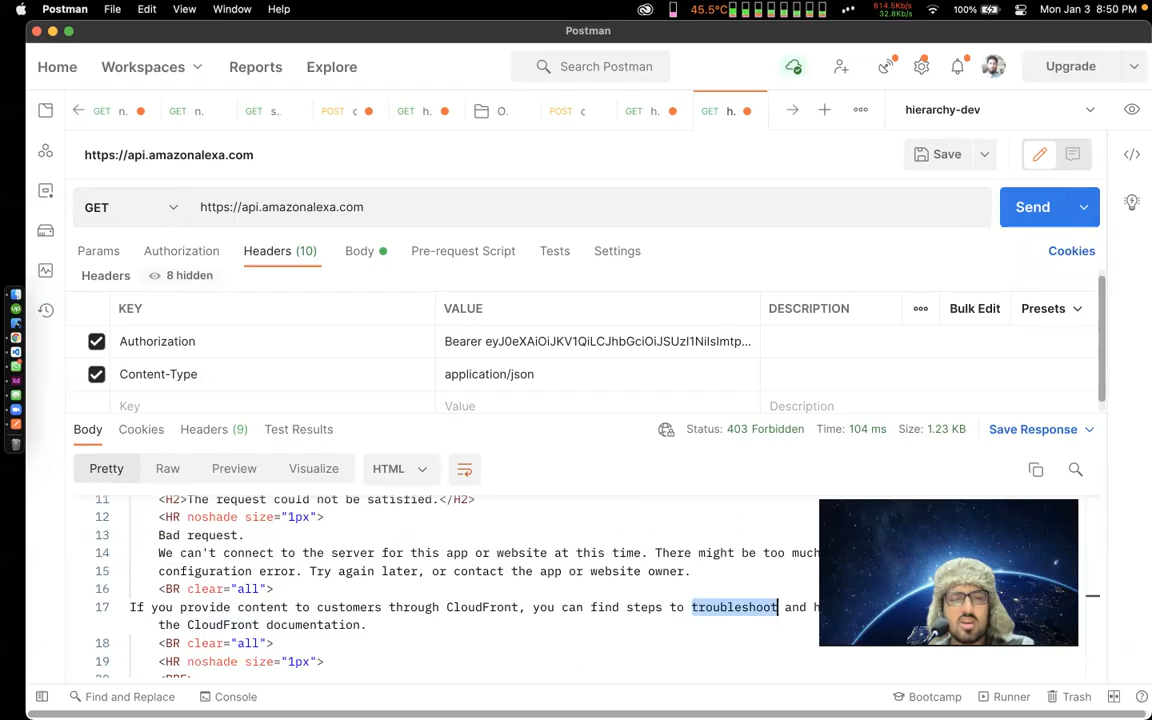 Postman File Edit View Window Help
45.5°C 614.5Kb/s 32.8Kb/s 100% Mon Jan 3 8:50 PM
Postman
Home Workspaces Reports Explore Search Postman Upgrade
GET n. GET n. GET s. POST c GET h. O. POST c GET h. GET h. hierarchy-dev
https://api.amazonalexa.com Save
GET https://api.amazonalexa.com Send
Params Authorization Headers (10) Body Pre-request Script Tests Settings Cookies
Headers 8 hidden
KEY VALUE DESCRIPTION Bulk Edit Presets
Authorization Bearer eyJ0eXAiOiJKV1QiLCJhbGciOiJSUzI1NiIsImtp...
Content-Type application/json
Key Value Description
Body Cookies Headers (9) Test Results Status: 403 Forbidden Time: 104 ms Size: 1.23 KB Save Response
Pretty Raw Preview Visualize HTML
11 <H2>The request could not be satisfied.</H2>
12 <HR noshade size="1px">
13 Bad request.
14 We can't connect to the server for this app or website at this time. There might be too much
15 configuration error. Try again later, or contact the app or website owner.
16 <BR clear="all">
17 If you provide content to customers through CloudFront, you can find steps to troubleshoot and h
the CloudFront documentation.
18 <BR clear="all">
19 <HR noshade size="1px">
Find and Replace Console Bootcamp Runner Trash